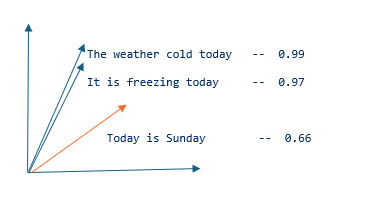 The weather cold today -- 0.99
It is freezing today -- 0.97
Today is Sunday -- 0.66